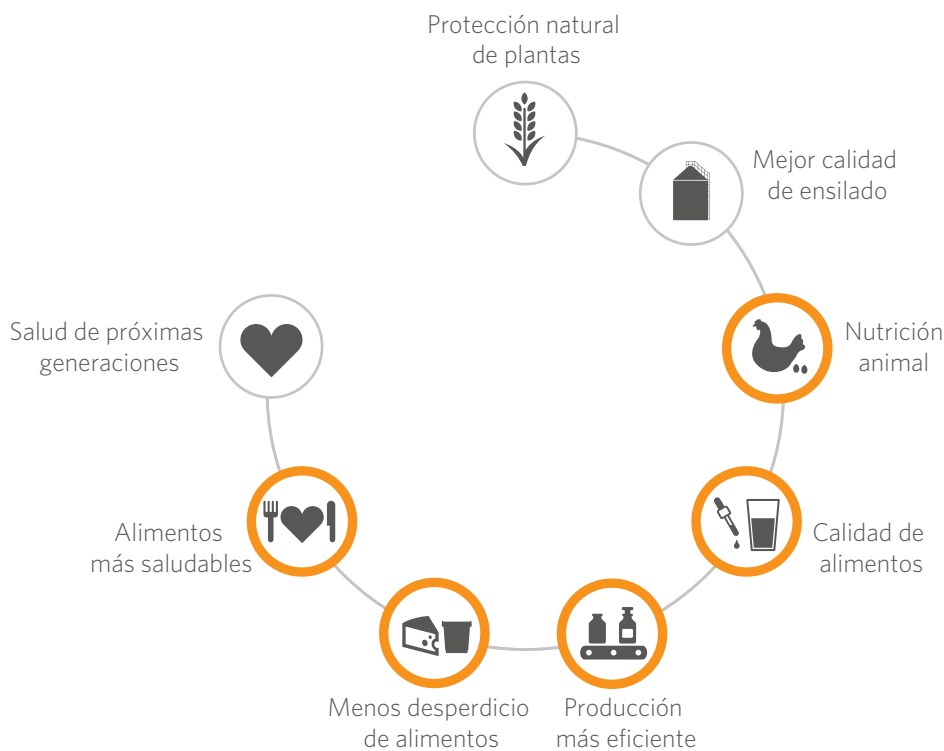 Protección natural
de plantas
Mejor calidad
de ensilado
Nutrición
animal
Calidad de
alimentos
Producción
más eficiente
Menos desperdicio
de alimentos
Alimentos
más saludables
Salud de próximas
generaciones